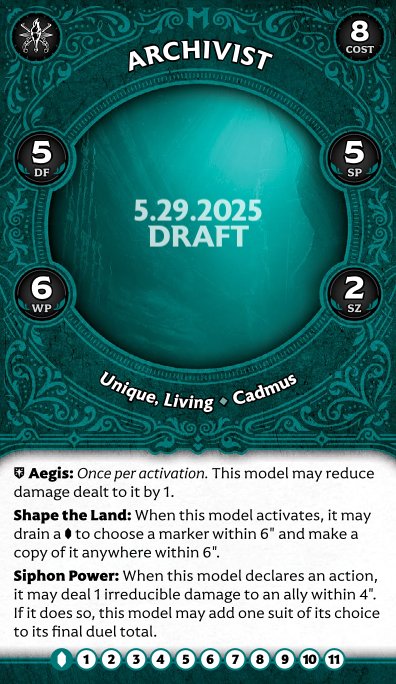 ARCHIVIST
8
COST
5
DF
5
SP
5.29.2025
DRAFT
6
WP
2
SZ
Unique, Living ◆ Cadmus
Aegis: Once per activation. This model may reduce
damage dealt to it by 1.
Shape the Land: When this model activates, it may
drain a to choose a marker within 6" and make a
copy of it anywhere within 6".
Siphon Power: When this model declares an action,
it may deal 1 irreducible damage to an ally within 4".
If it does so, this model may add one suit of its choice
to its final duel total.
1 2 3 4 5 6 7 8 9 10 11